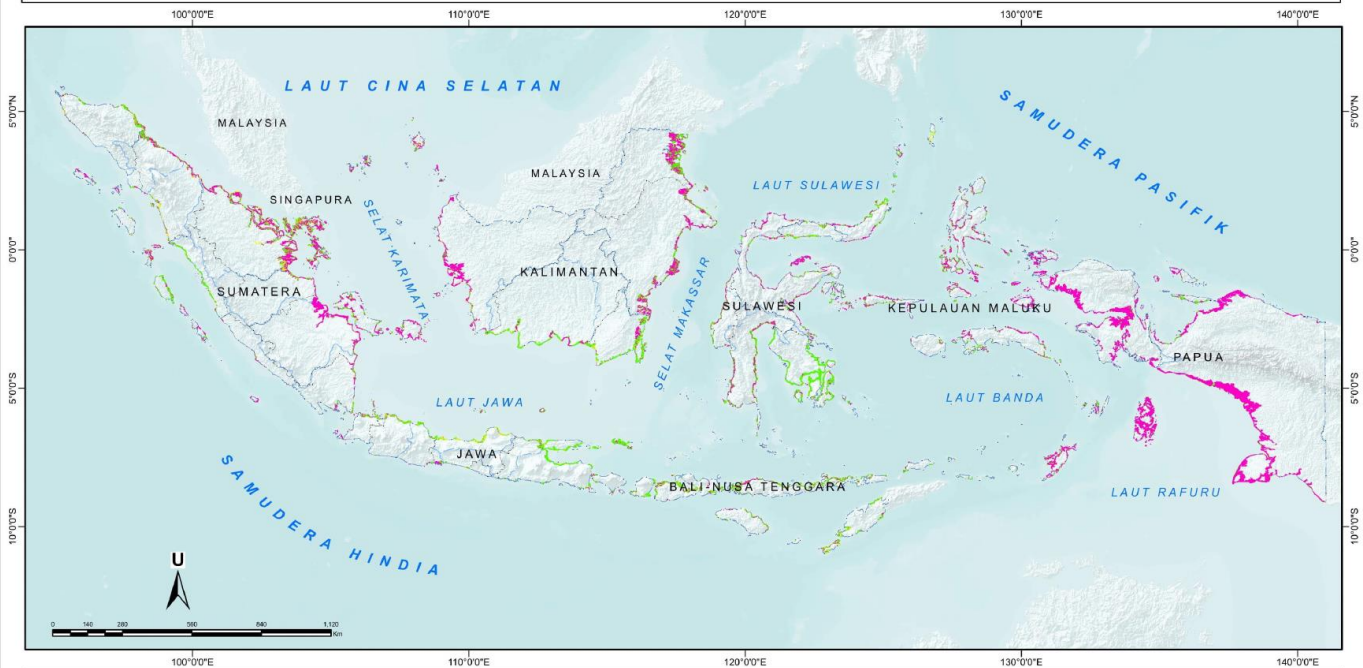 100°0'0"E 110°0'0"E 120°0'0"E 130°0'0"E 140°0'0"E
LAUT CINA SELATAN
SAMUDERA PASIFIK
5°0'0"N
5°0'0"N
MALAYSIA
MALAYSIA
LAUT SULAWESI
SINGAPURA
SELAT KARIMATA
0°0'0"
0°0'0"
KALIMANTAN
SUMATERA
SELAT MAKASSAR
SULAWESI
KEPULAUAN MALUKU
PAPUA
5°0'0"S
5°0'0"S
LAUT JAWA
LAUT BANDA
JAWA
BALI-NUSA TENGGARA
LAUT RAFURU
SAMUDERA HINDIA
10°0'0"S
10°0'0"S
U
0 140 280 560 840 1,120
Km
100°0'0"E 110°0'0"E 120°0'0"E 130°0'0"E 140°0'0"E